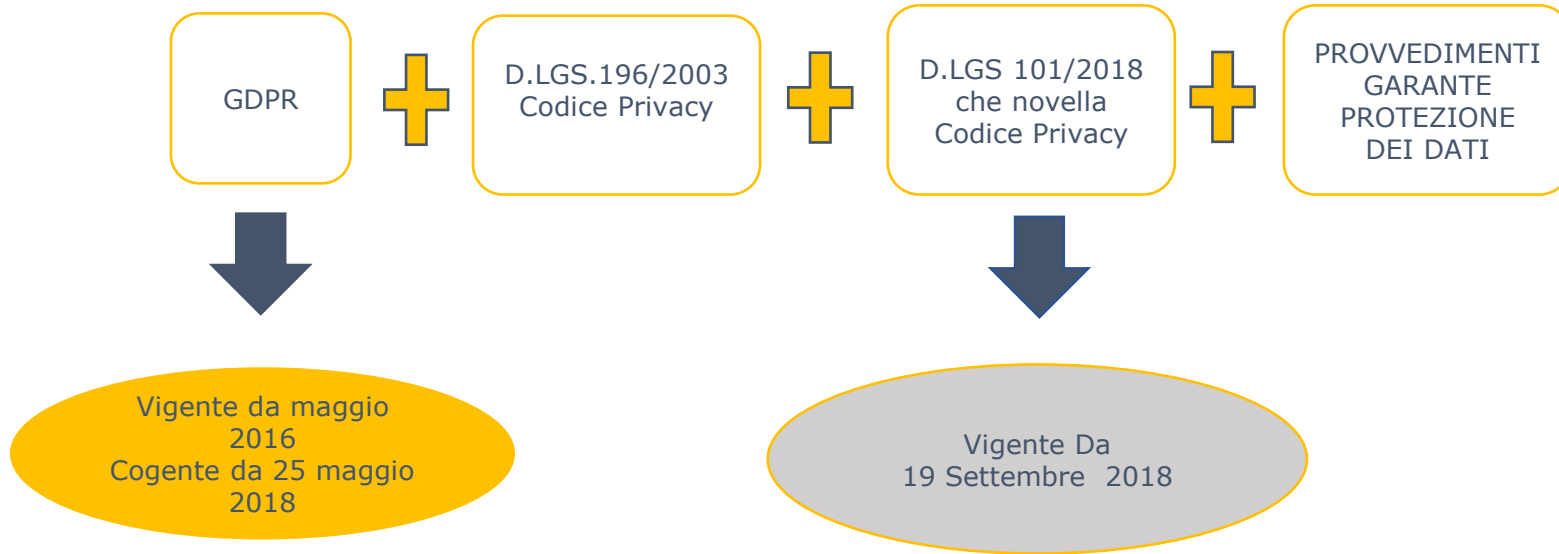 GDPR
D.LGS.196/2003
Codice Privacy
D.LGS 101/2018
che novella
Codice Privacy
PROVVEDIMENTI
GARANTE
PROTEZIONE
DEI DATI
Vigente da maggio
2016
Cogente da 25 maggio
2018
Vigente Da
19 Settembre 2018